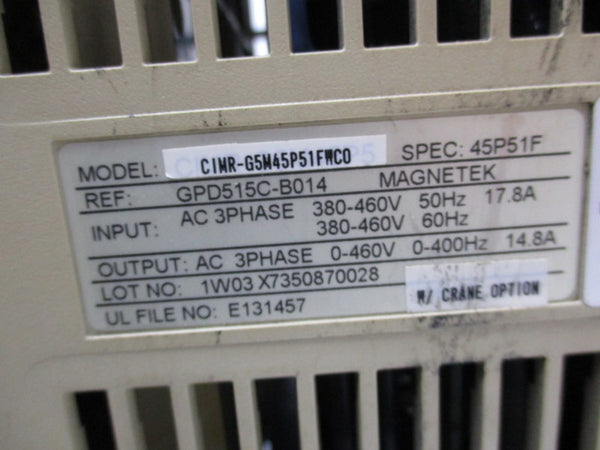 MODEL: CIMR-G5M45P51FWCO SPEC: 45P51F
REF: GPD515C-B014 MAGNETEK
INPUT: AC 3PHASE 380-460V 50Hz 17.8A
380-460V 60Hz
OUTPUT: AC 3PHASE 0-460V 0-400Hz 14.8A
LOT NO: 1W03 X7350870028
W/ CRANE OPTION
UL FILE NO: E131457